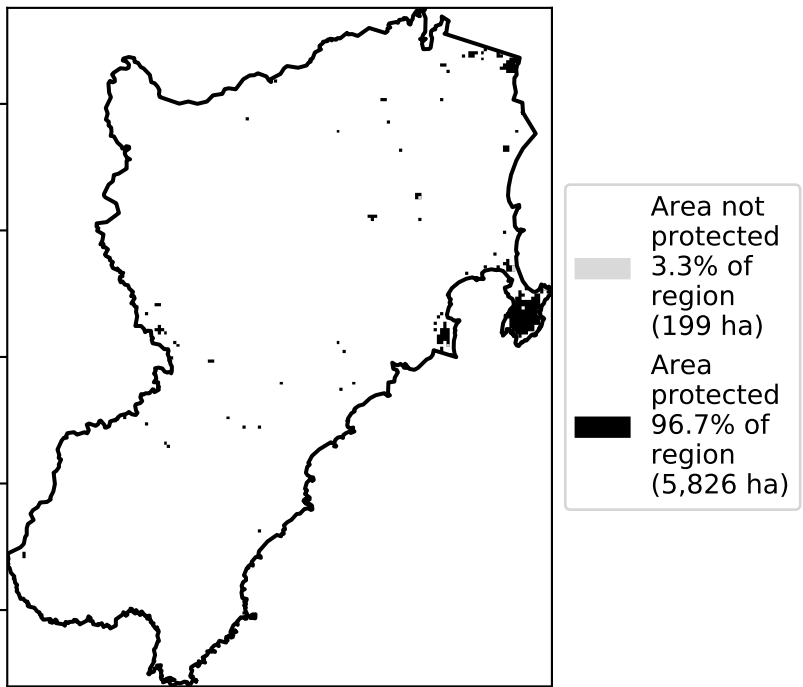 Area not
protected
3.3% of
region
(199 ha)
Area
protected
96.7% of
region
(5,826 ha)